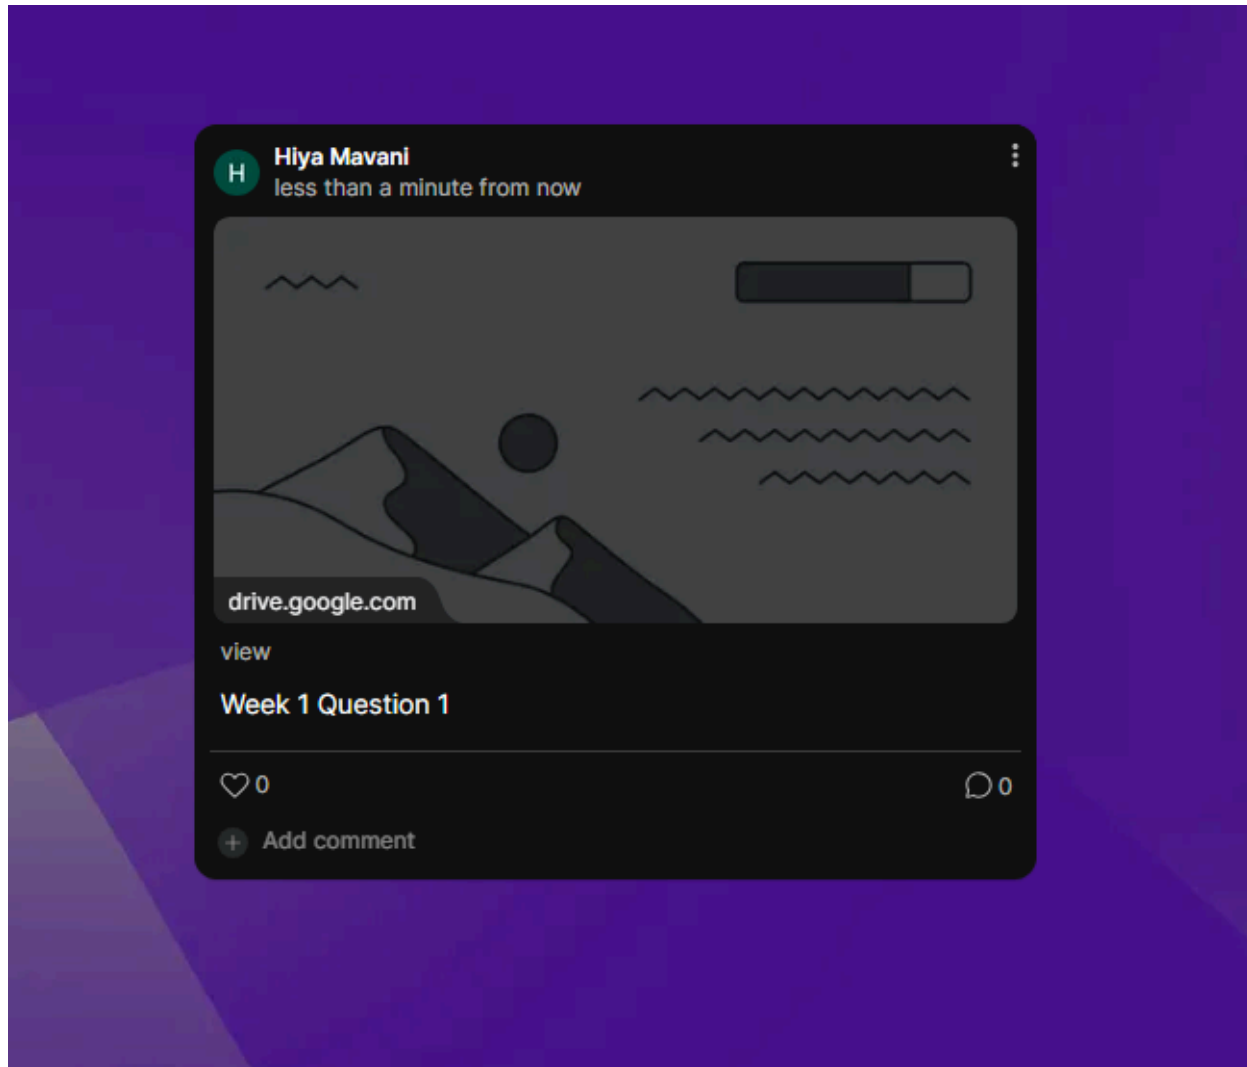 H
Hiya Mavani
less than a minute from now
drive.google.com
view
Week 1 Question 1
0
0
Add comment